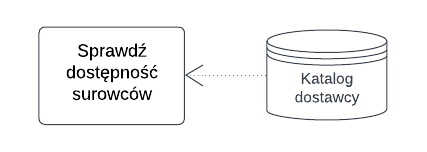 Sprawdź
dostępność
surowców
Katalog
dostawcy